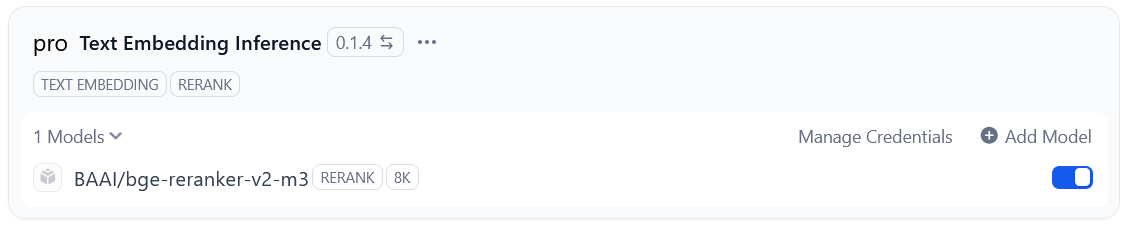 pro Text Embedding Inference 0.1.4
TEXT EMBEDDING RERANK
1 Models Manage Credentials Add Model
BAAI/bge-reranker-v2-m3 RERANK 8K